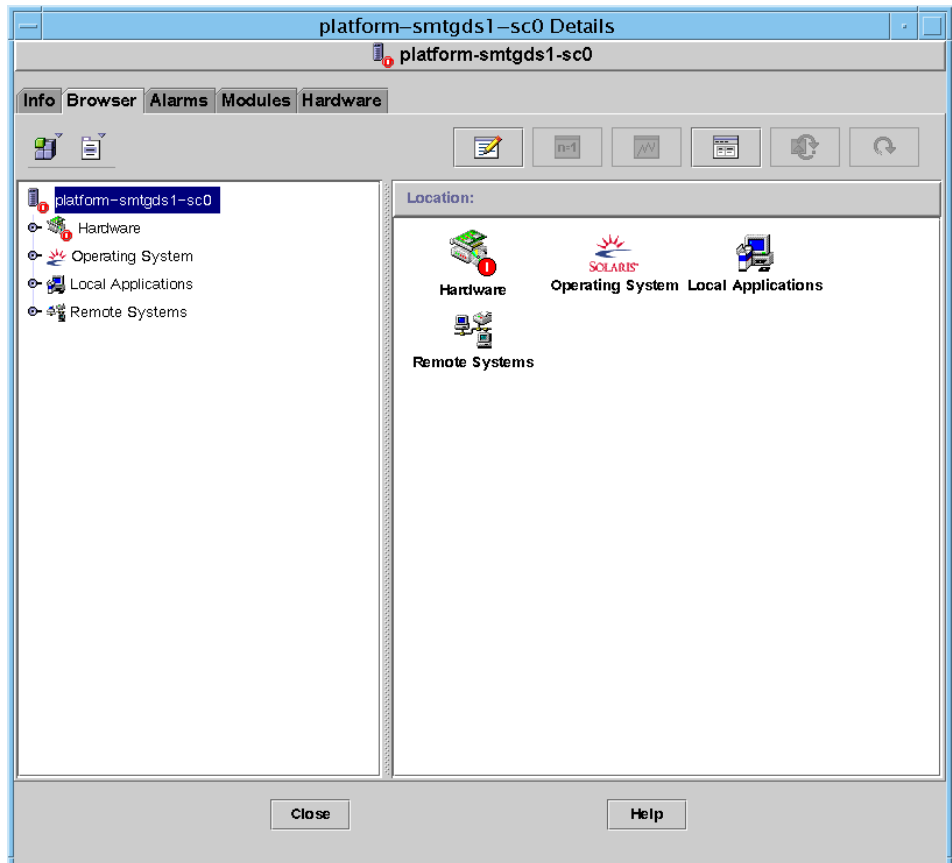 platform-smtgds1-sc0 Details
platform-smtgds1-sc0
Info Browser Alarms Modules Hardware
n=1
platform-smtgds1-sc0
Hardware
Operating System
Local Applications
Remote Systems
Location:
SOLARIS
Hardware Operating System Local Applications
Remote Systems
Close Help